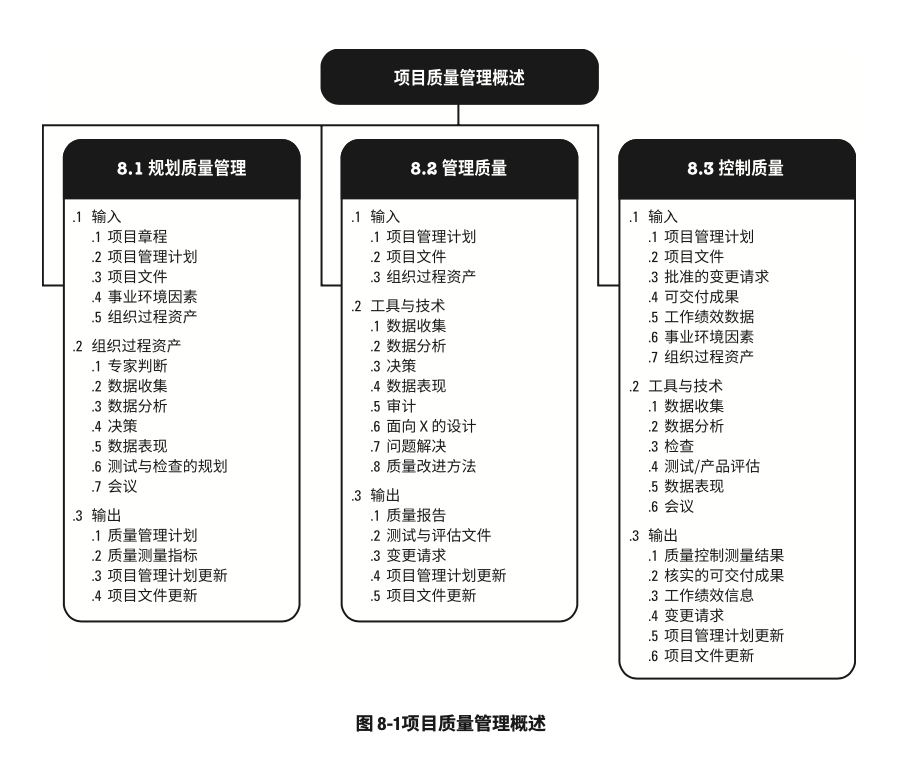 项目质量管理概述
8.1 规划质量管理
.1 输入
.1 项目章程
.2 项目管理计划
.3 项目文件
.4 事业环境因素
.5 组织过程资产
.2 组织过程资产
.1 专家判断
.2 数据收集
.3 数据分析
.4 决策
.5 数据表现
.6 测试与检查的规划
.7 会议
.3 输出
.1 质量管理计划
.2 质量测量指标
.3 项目管理计划更新
.4 项目文件更新
8.2 管理质量
.1 输入
.1 项目管理计划
.2 项目文件
.3 组织过程资产
.2 工具与技术
.1 数据收集
.2 数据分析
.3 决策
.4 数据表现
.5 审计
.6 面向 X 的设计
.7 问题解决
.8 质量改进方法
.3 输出
.1 质量报告
.2 测试与评估文件
.3 变更请求
.4 项目管理计划更新
.5 项目文件更新
8.3 控制质量
.1 输入
.1 项目管理计划
.2 项目文件
.3 批准的变更请求
.4 可交付成果
.5 工作绩效数据
.6 事业环境因素
.7 组织过程资产
.2 工具与技术
.1 数据收集
.2 数据分析
.3 检查
.4 测试/产品评估
.5 数据表现
.6 会议
.3 输出
.1 质量控制测量结果
.2 核实的可交付成果
.3 工作绩效信息
.4 变更请求
.5 项目管理计划更新
.6 项目文件更新
图 8-1项目质量管理概述